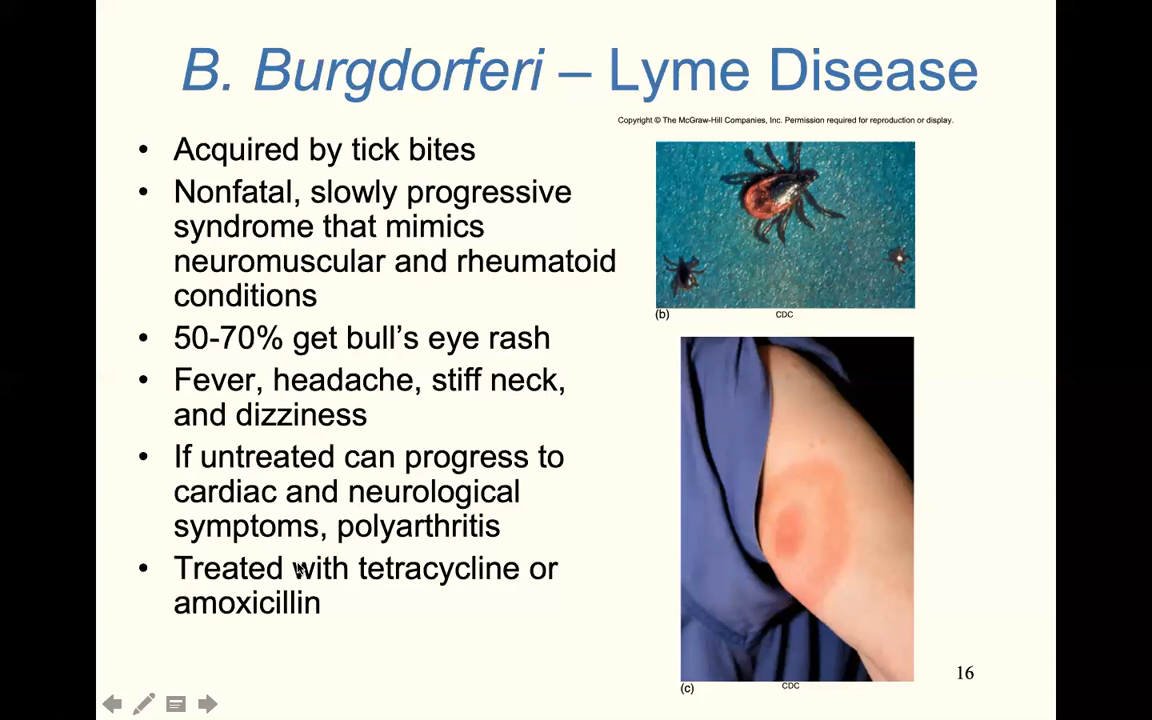 B. Burgdorferi – Lyme Disease
Copyright © The McGraw-Hill Companies, Inc. Permission required for reproduction or display.
• Acquired by tick bites
• Nonfatal, slowly progressive
syndrome that mimics
neuromuscular and rheumatoid
conditions
• 50-70% get bull's eye rash
• Fever, headache, stiff neck,
and dizziness
• If untreated can progress to
cardiac and neurological
symptoms, polyarthritis
• Treated with tetracycline or
amoxicillin
(b)
CDC
(c)
CDC
16